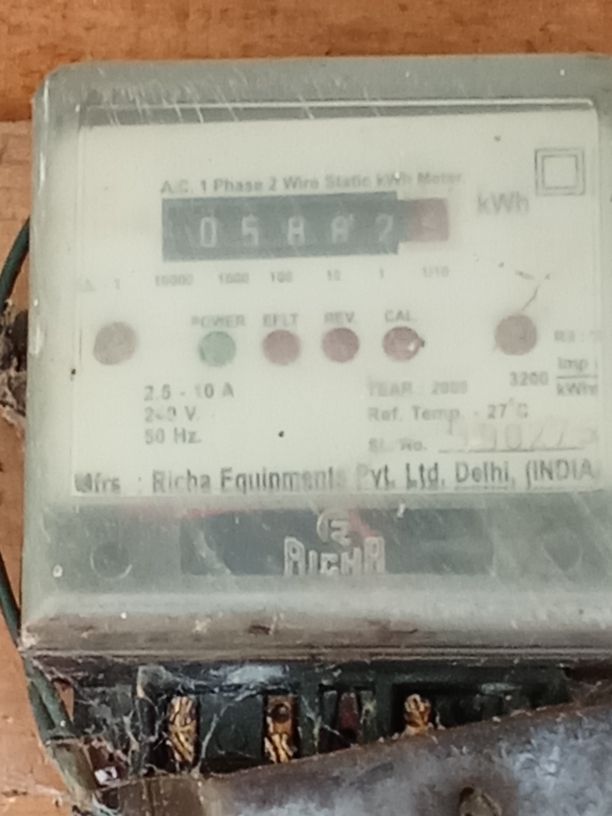 A.C. 1 Phase 2 Wire Static kWh Meter
kWh
10000 1000 100 10 1 1/10
POWER EFLT REV. CAL.
2.5 - 10 A
240 V.
50 Hz.
3200 Imp / kWh
YEAR :
Ref. Temp. - 27°C
SL. No.
Mfrs : Richa Equipments Pvt. Ltd. Delhi, (INDIA
RICHA